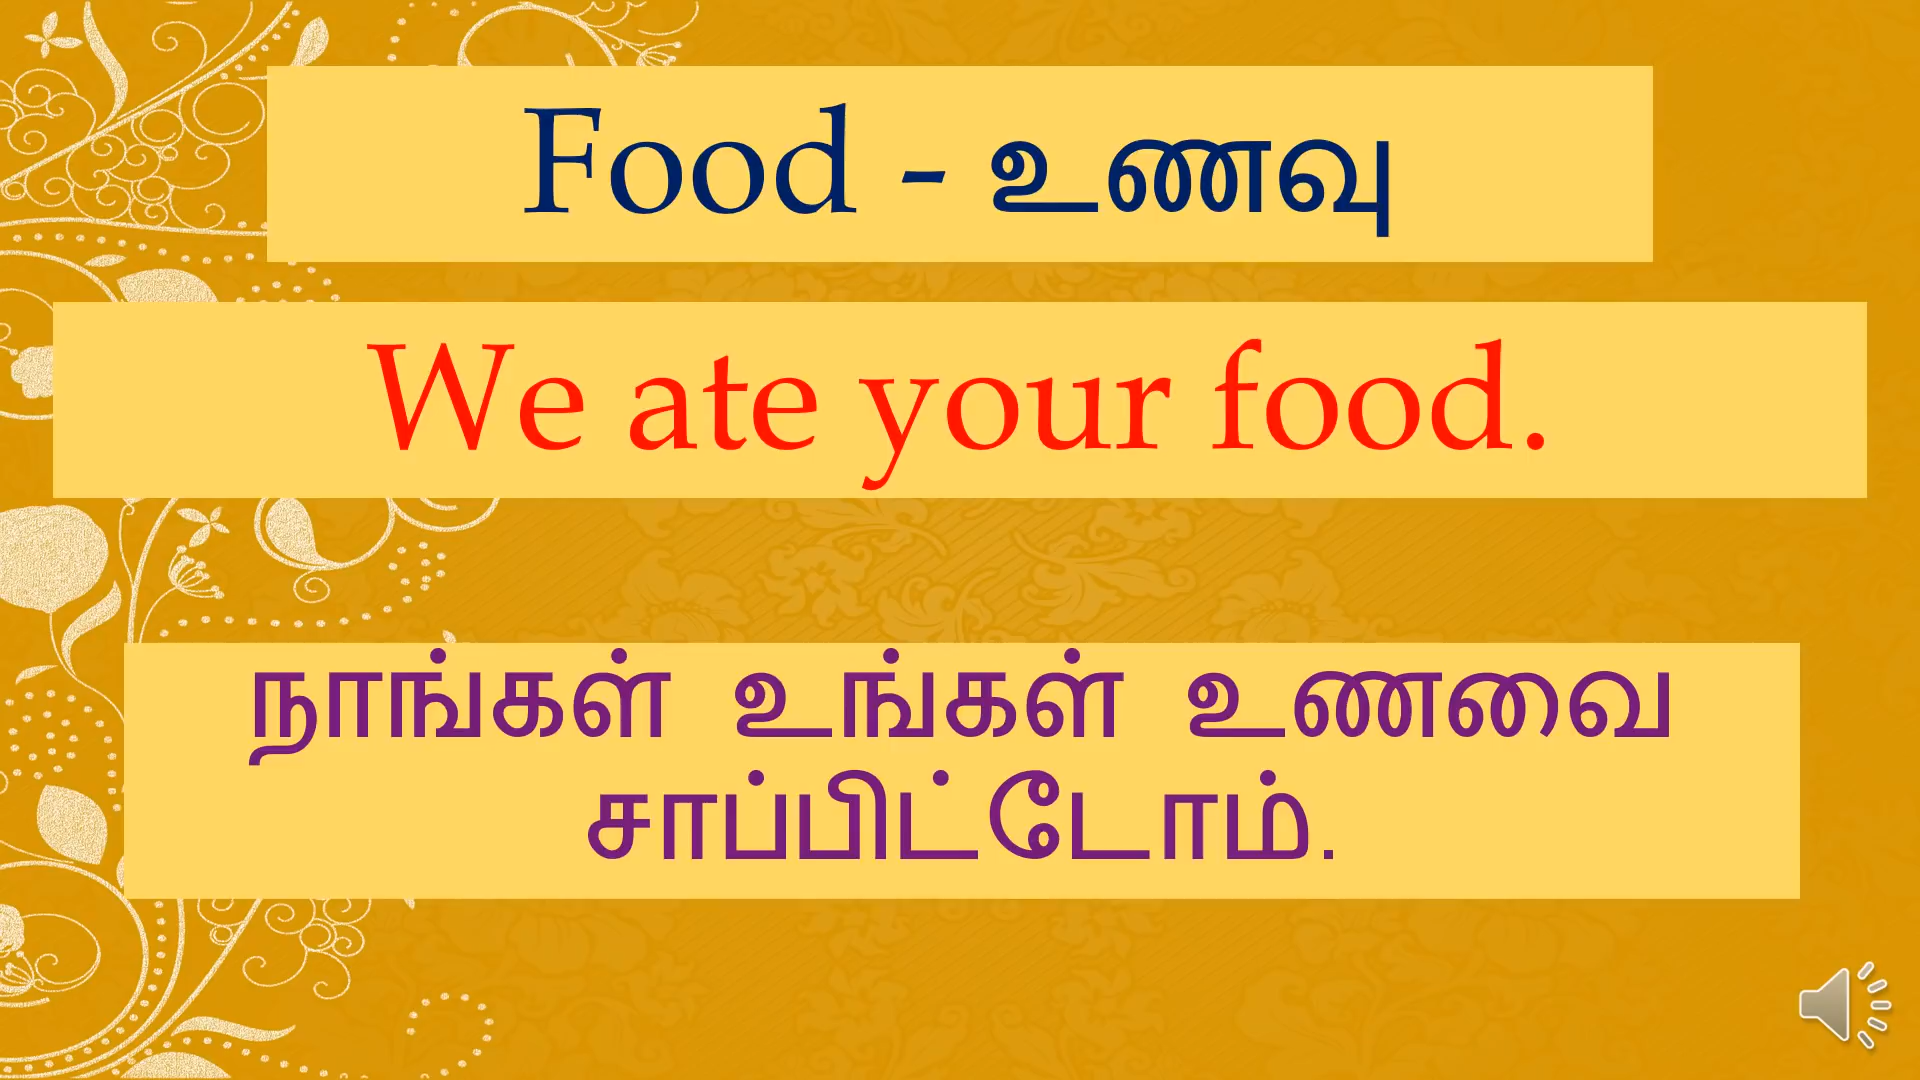 Food - உணவு
We ate your food.
நாங்கள் உங்கள் உணவை
சாப்பிட்டோம்.